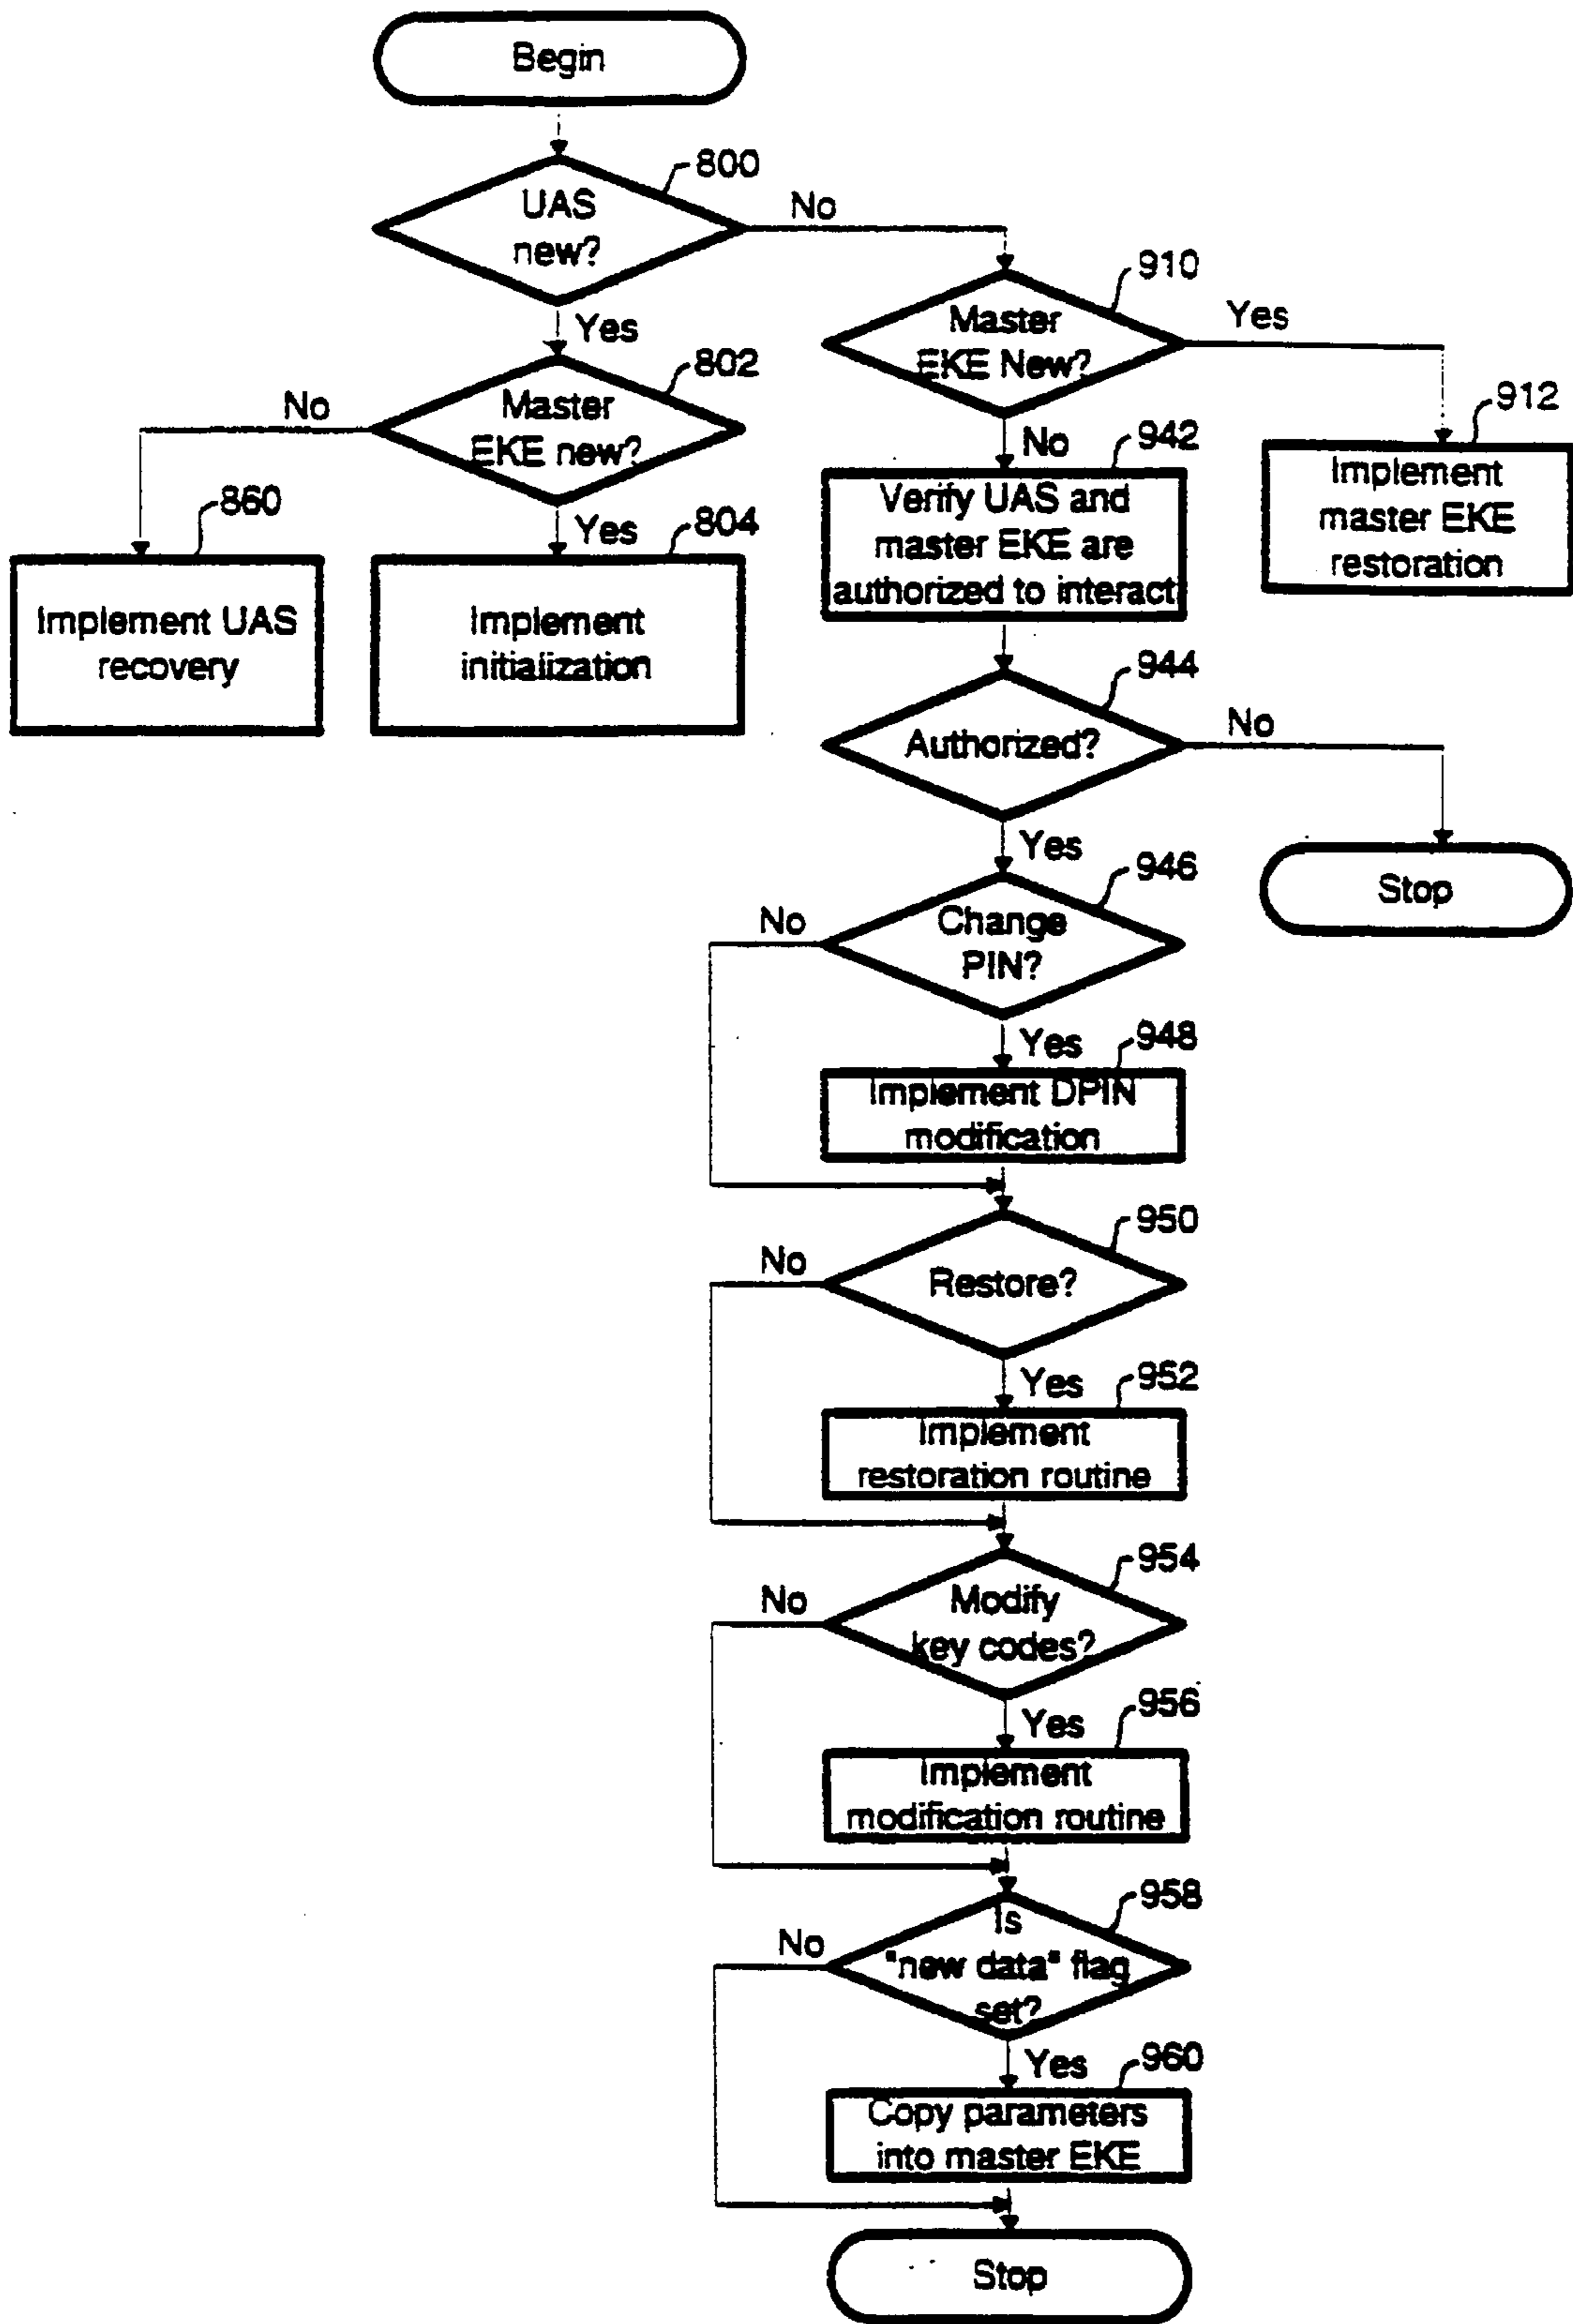 Begin
800
UAS
new?
No
Yes
910
Master
EKE New?
Yes
802
Master
EKE new?
No
Yes
912
Implement
master EKE
restoration
No
942
Verify UAS and
master EKE are
authorized to interact
860
Implement UAS
recovery
804
Implement
initialization
944
Authorized?
No
Yes
Stop
946
Change
PIN?
No
Yes
948
Implement DPIN
modification
950
Restore?
No
Yes
952
Implement
restoration routine
954
Modify
key codes?
No
Yes
956
Implement
modification routine
958
Is
"new data" flag
set?
No
Yes
960
Copy parameters
into master EKE
Stop